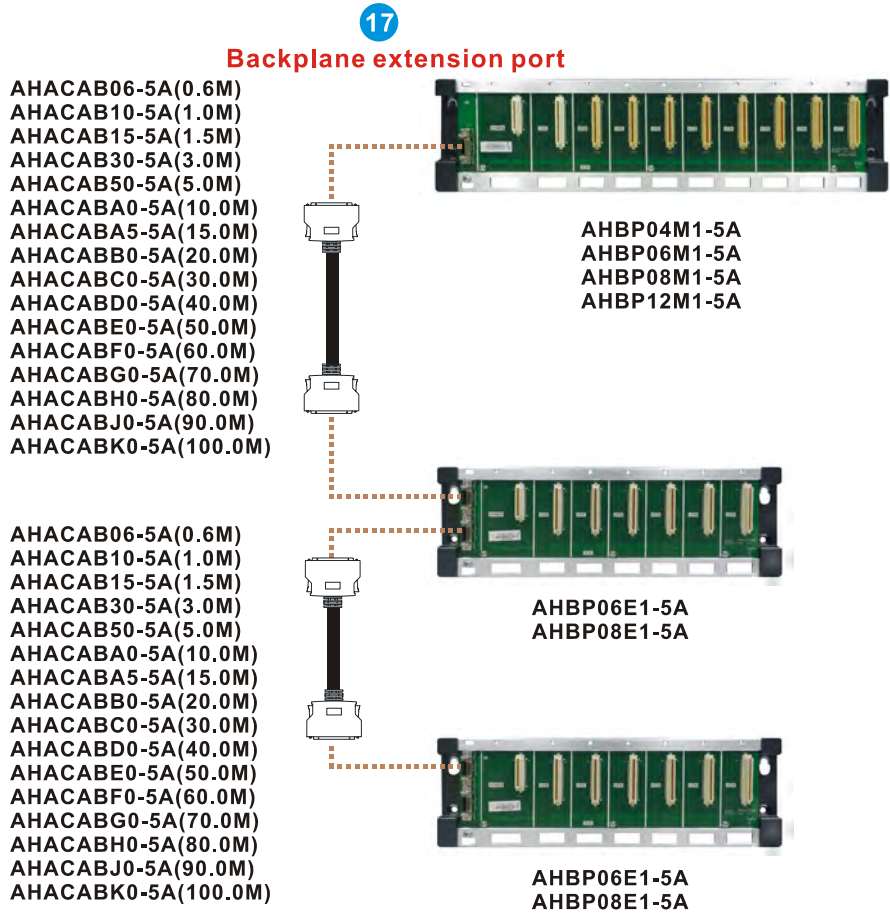 17
Backplane extension port
AHACAB06-5A(0.6M)
AHACAB10-5A(1.0M)
AHACAB15-5A(1.5M)
AHACAB30-5A(3.0M)
AHACAB50-5A(5.0M)
AHACABA0-5A(10.0M)
AHACABA5-5A(15.0M)
AHACABB0-5A(20.0M)
AHACABC0-5A(30.0M)
AHACABD0-5A(40.0M)
AHACABE0-5A(50.0M)
AHACABF0-5A(60.0M)
AHACABG0-5A(70.0M)
AHACABH0-5A(80.0M)
AHACABJ0-5A(90.0M)
AHACABK0-5A(100.0M)
AHBP04M1-5A
AHBP06M1-5A
AHBP08M1-5A
AHBP12M1-5A
AHACAB06-5A(0.6M)
AHACAB10-5A(1.0M)
AHACAB15-5A(1.5M)
AHACAB30-5A(3.0M)
AHACAB50-5A(5.0M)
AHACABA0-5A(10.0M)
AHACABA5-5A(15.0M)
AHACABB0-5A(20.0M)
AHACABC0-5A(30.0M)
AHACABD0-5A(40.0M)
AHACABE0-5A(50.0M)
AHACABF0-5A(60.0M)
AHACABG0-5A(70.0M)
AHACABH0-5A(80.0M)
AHACABJ0-5A(90.0M)
AHACABK0-5A(100.0M)
AHBP06E1-5A
AHBP08E1-5A
AHBP06E1-5A
AHBP08E1-5A